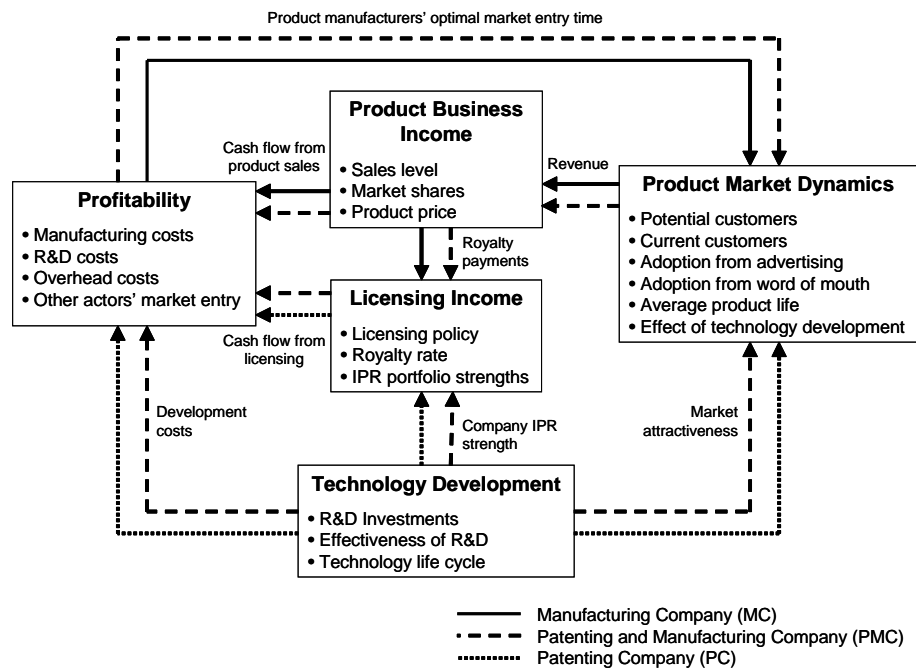 Product manufacturers' optimal market entry time
Product Business
Income
• Sales level
• Market shares
• Product price
Cash flow from
product sales
Revenue
Profitability
• Manufacturing costs
• R&D costs
• Overhead costs
• Other actors' market entry
Product Market Dynamics
• Potential customers
• Current customers
• Adoption from advertising
• Adoption from word of mouth
• Average product life
• Effect of technology development
Royalty
payments
Licensing Income
• Licensing policy
• Royalty rate
• IPR portfolio strengths
Cash flow from
licensing
Development
costs
Company IPR
strength
Market
attractiveness
Technology Development
• R&D Investments
• Effectiveness of R&D
• Technology life cycle
Manufacturing Company (MC)
Patenting and Manufacturing Company (PMC)
Patenting Company (PC)